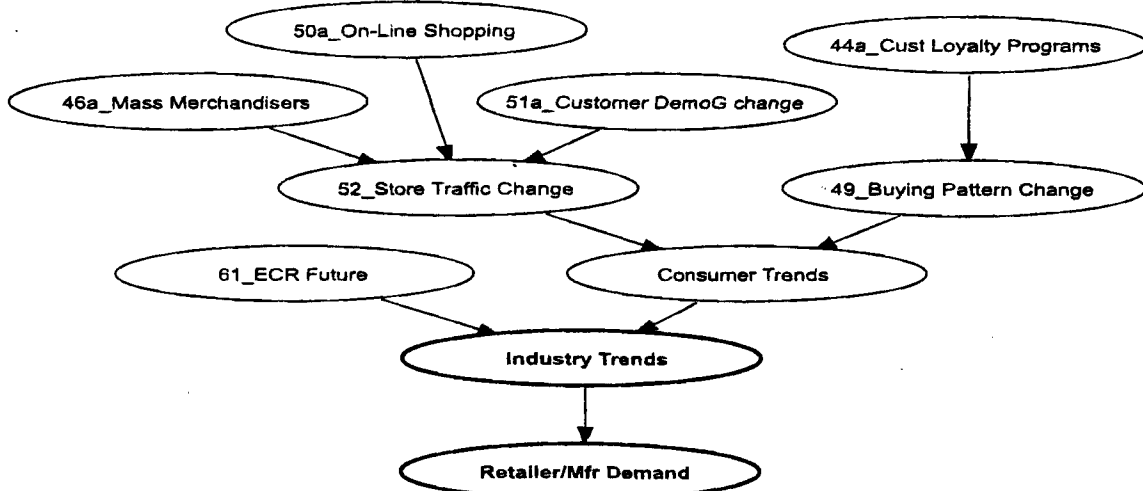 50a_On-Line Shopping
44a_Cust Loyalty Programs
46a_Mass Merchandisers
51a_Customer DemoG change
52_Store Traffic Change
49_Buying Pattern Change
61_ECR Future
Consumer Trends
Industry Trends
Retailer/Mfr Demand